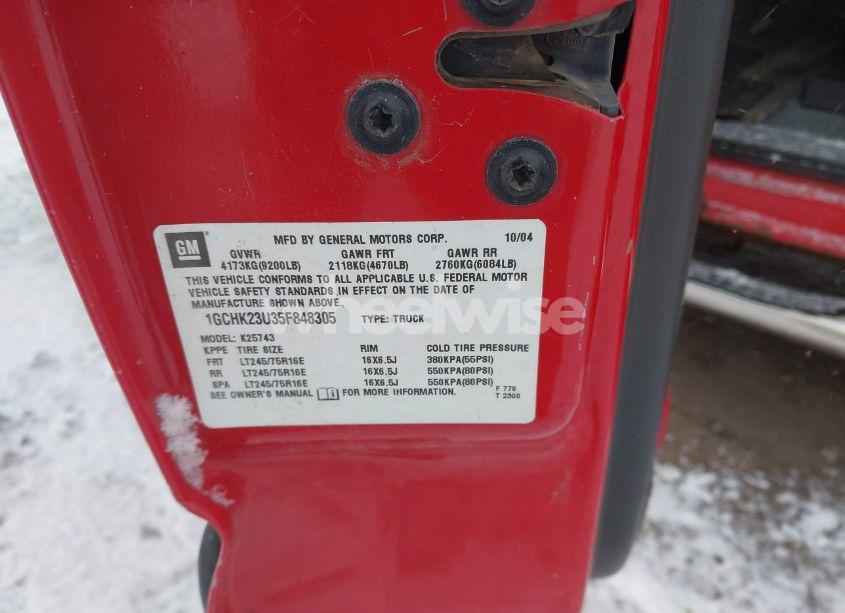 GM
MFD BY GENERAL MOTORS CORP. 10/04
GVWR GAWR FRT GAWR RR
4173KG(9200LB) 2118KG(4670LB) 2760KG(6084LB)
THIS VEHICLE CONFORMS TO ALL APPLICABLE U.S. FEDERAL MOTOR
VEHICLE SAFETY STANDARDS IN EFFECT ON THE DATE OF
MANUFACTURE SHOWN ABOVE.
1GCHK23U35F848305 TYPE: TRUCK
MODEL: K25743
KPPE TIRE SIZE RIM COLD TIRE PRESSURE
FRT LT245/75R16E 16X6.5J 380KPA(55PSI)
RR LT245/75R16E 16X6.5J 550KPA(80PSI)
SPA LT245/75R16E 16X6.5J 550KPA(80PSI)
SEE OWNER'S MANUAL FOR MORE INFORMATION.
F 779
T 2300
wheelwise